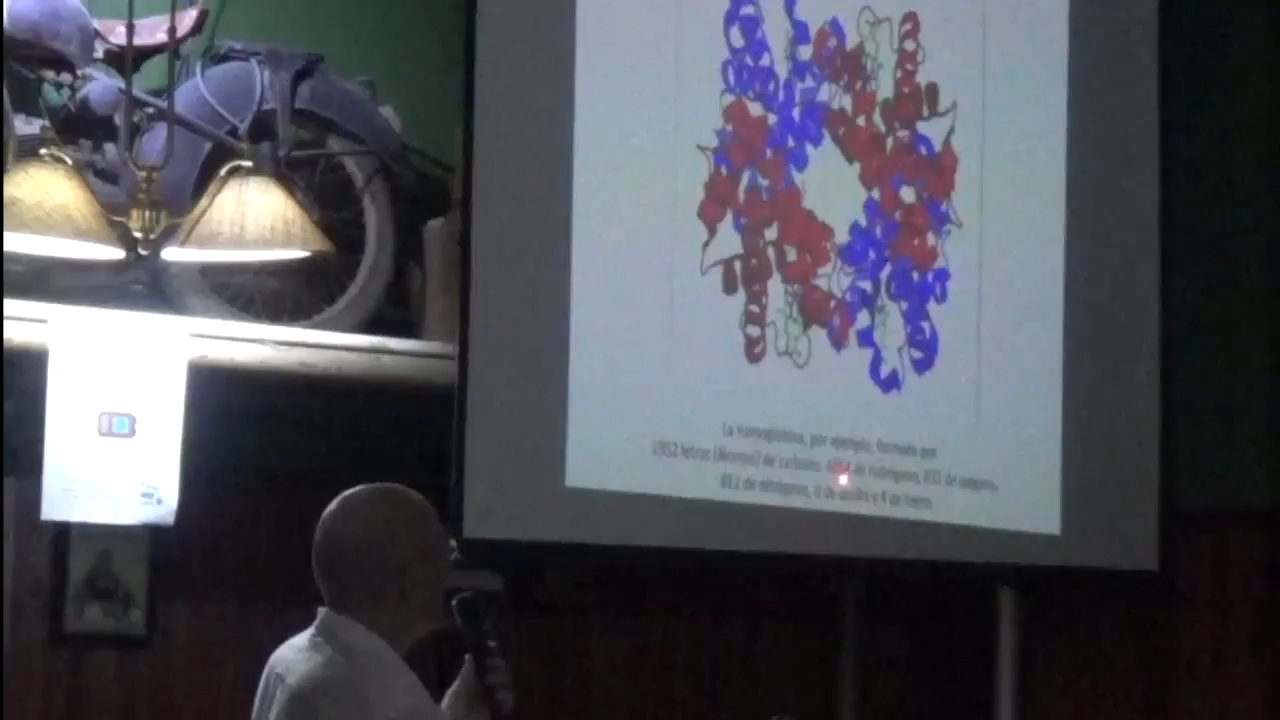 La hemoglobina, por ejemplo, formada por
2952 letras (átomos) de carbono, de hidrógeno, 832 de oxígeno,
812 de nitrógeno, 8 de azufre y 4 de hierro